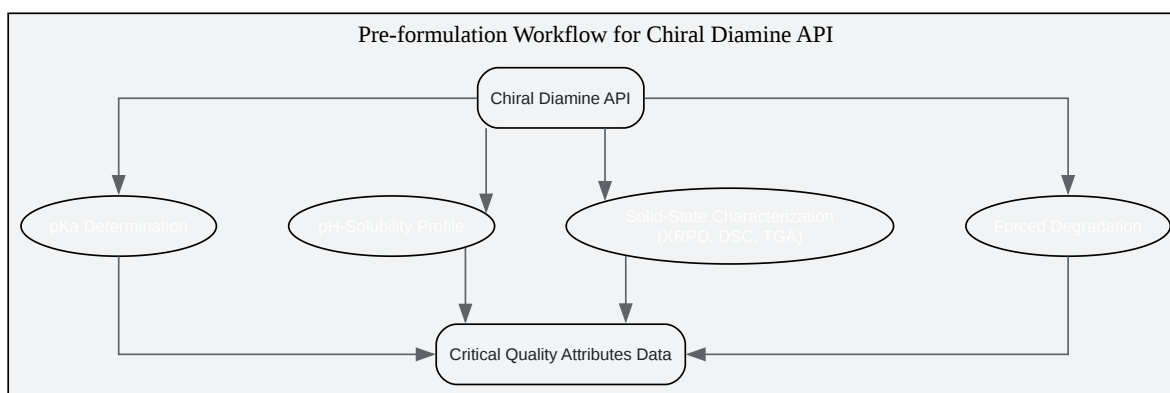 Pre-formulation Workflow for Chiral Diamine API
Chiral Diamine API
pKa Determination
pH-Solubility Profile
Solid-State Characterization
(XRPD, DSC, TGA)
Forced Degradation
Critical Quality Attributes Data